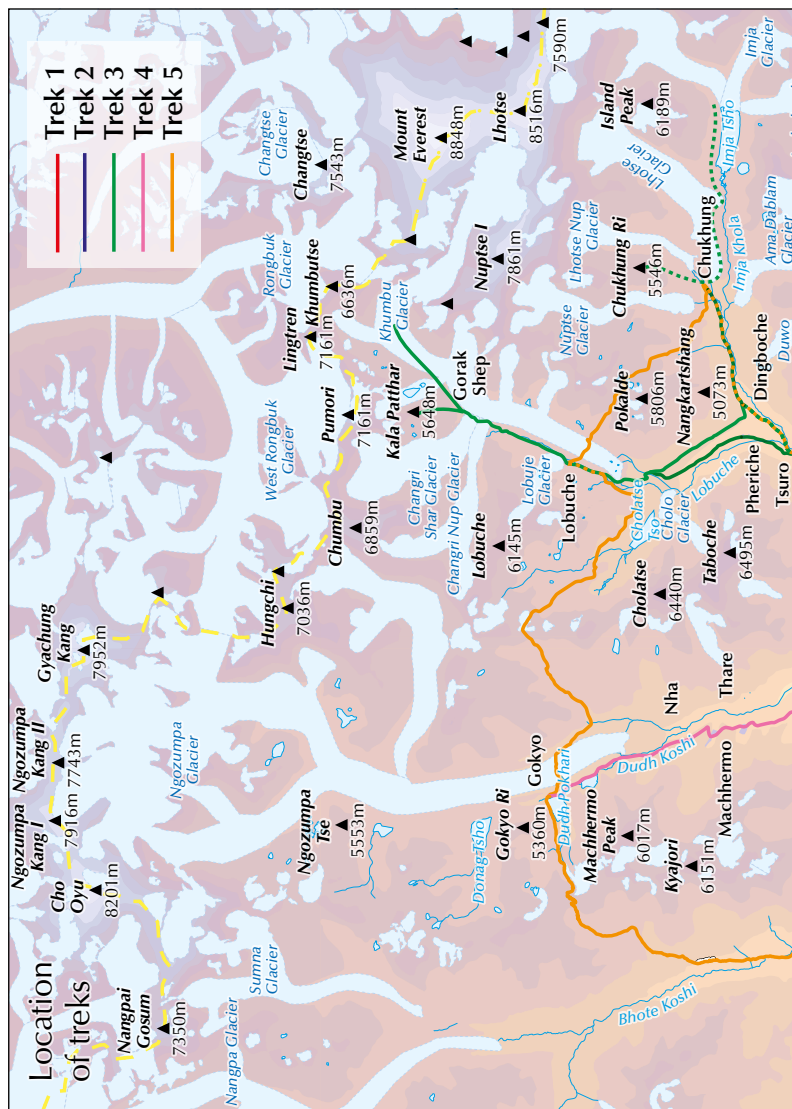 Location
of treks
Trek 1
Trek 2
Trek 3
Trek 4
Trek 5
Nangpai
Gosum
7350m
Cho
Oyu
8201m
Ngozumpa
Kang I
7916m
Ngozumpa
Kang II
7743m
Gyachung
Kang
7952m
Nangpa Glacier
Sumna
Glacier
Ngozumpa
Glacier
Hungchi
7036m
West Rongbuk
Glacier
Rongbuk
Glacier
Changtse
Glacier
Changtse
7543m
Lingtren
7161m
Khumbutse
6636m
Pumori
7161m
Chumbu
6859m
Ngozumpa
Tse
5553m
Kala Patthar
5648m
Khumbu
Glacier
Mount
Everest
8848m
Lhotse
8516m
7590m
Nuptse I
7861m
Gorak
Shep
Changri
Shar Glacier
Changri Nup Glacier
Lobuche
6145m
Lobuje
Glacier
Lobuche
Nuptse
Glacier
Lhotse Nup
Glacier
Lhotse
Glacier
Island
Peak
6189m
Chukhung Ri
5546m
Donag Tsho
Gokyo Ri
5360m
Gokyo
Dudh Pokhari
Machhermo
Peak
6017m
Kyajori
6151m
Machhermo
Dudh Koshi
Nha
Thare
Cholatse
6440m
Taboche
6495m
Cholatse
Tso
Cholo
Glacier
Lobuche
Pokalde
5806m
Nangkartshang
5073m
Pheriche
Tsuro
Dingboche
Chukhung
Imja Khola
Imja Tsho
Imja
Glacier
Ama Dablam
Glacier
Duwo
Bhote Koshi